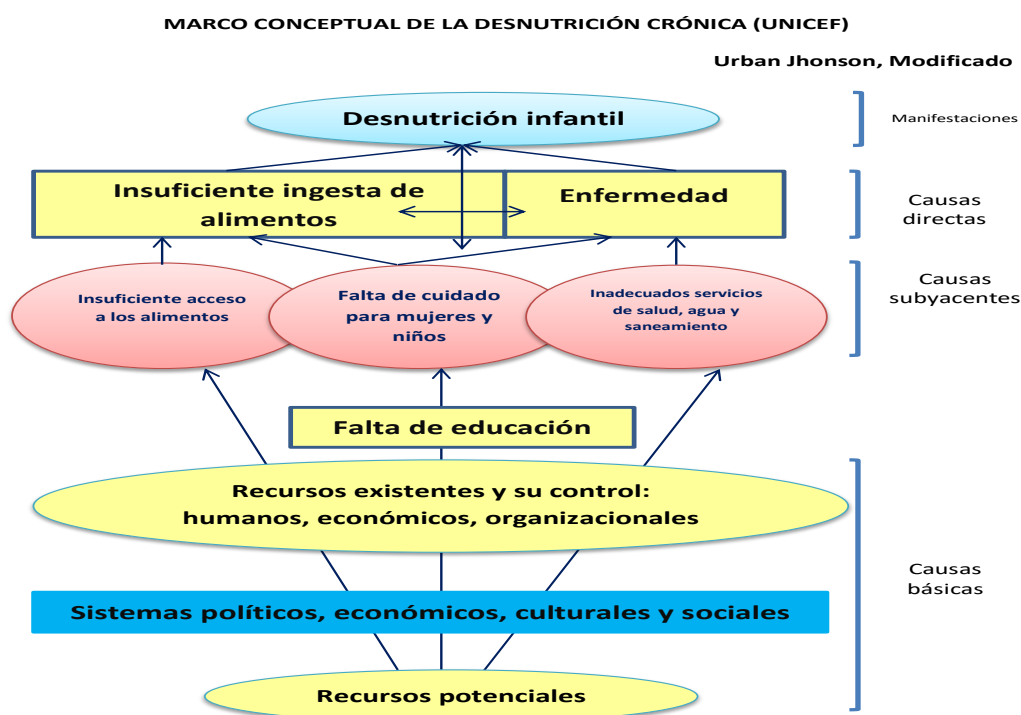 MARCO CONCEPTUAL DE LA DESNUTRICIÓN CRÓNICA (UNICEF)
Urban Jhonson, Modificado
Desnutrición infantil
Manifestaciones
Insuficiente ingesta de
alimentos
Enfermedad
Causas
directas
Insuficiente acceso
a los alimentos
Falta de cuidado
para mujeres y
niños
Inadecuados servicios
de salud, agua y
saneamiento
Causas
subyacentes
Falta de educación
Recursos existentes y su control:
humanos, económicos, organizacionales
Sistemas políticos, económicos, culturales y sociales
Recursos potenciales
Causas
básicas